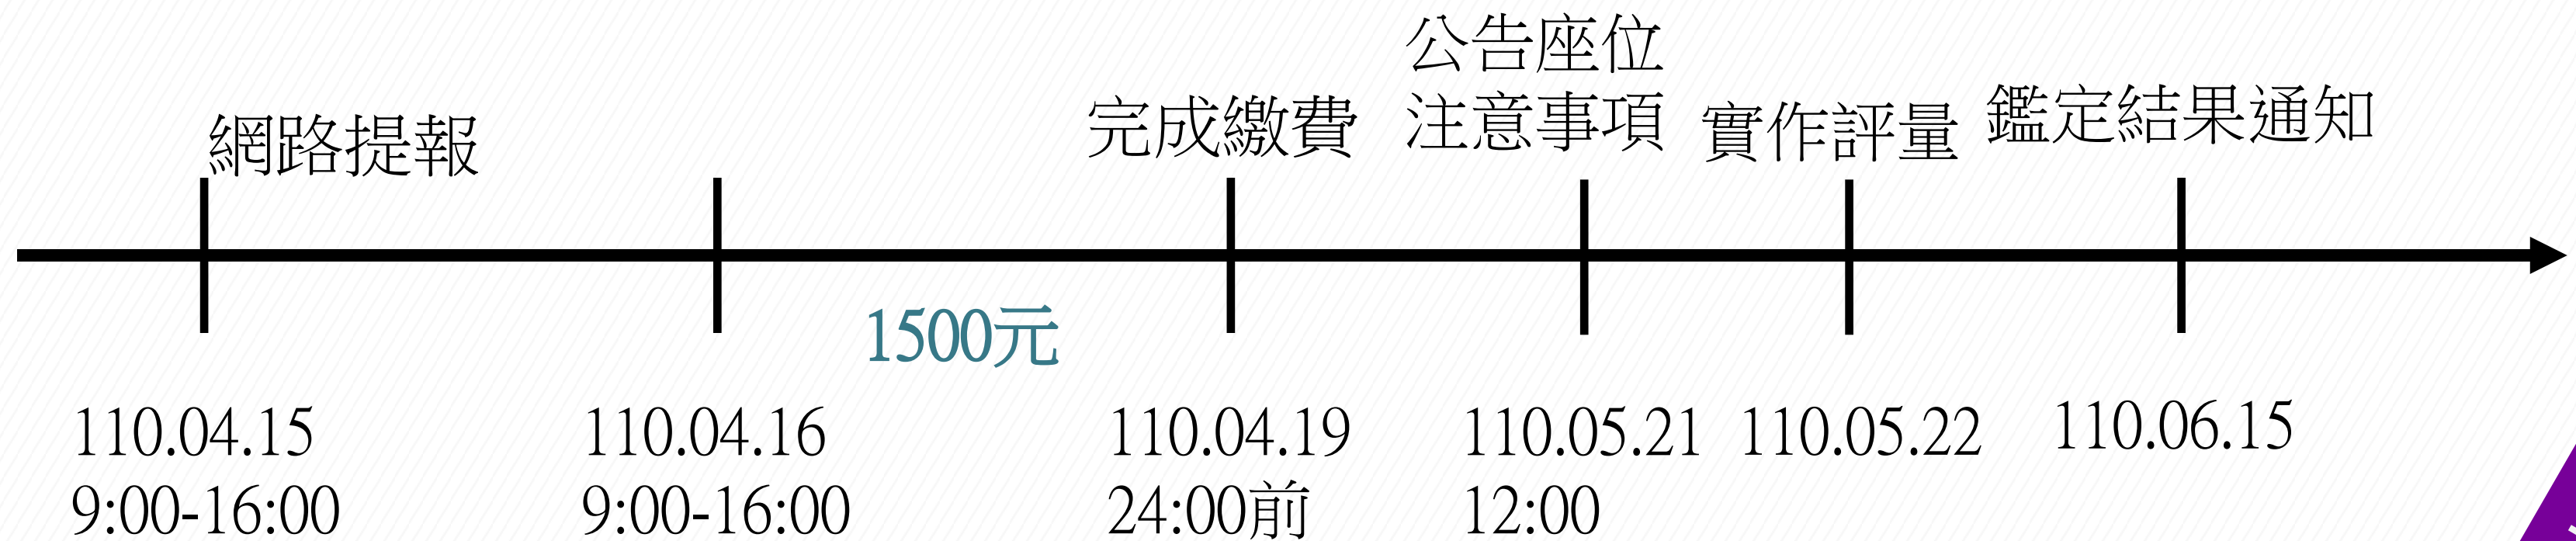 網路提報
完成繳費
公告座位
注意事項
實作評量
鑑定結果通知
1500元
110.04.15
9:00-16:00
110.04.16
9:00-16:00
110.04.19
24:00前
110.05.21
12:00
110.05.22
110.06.15